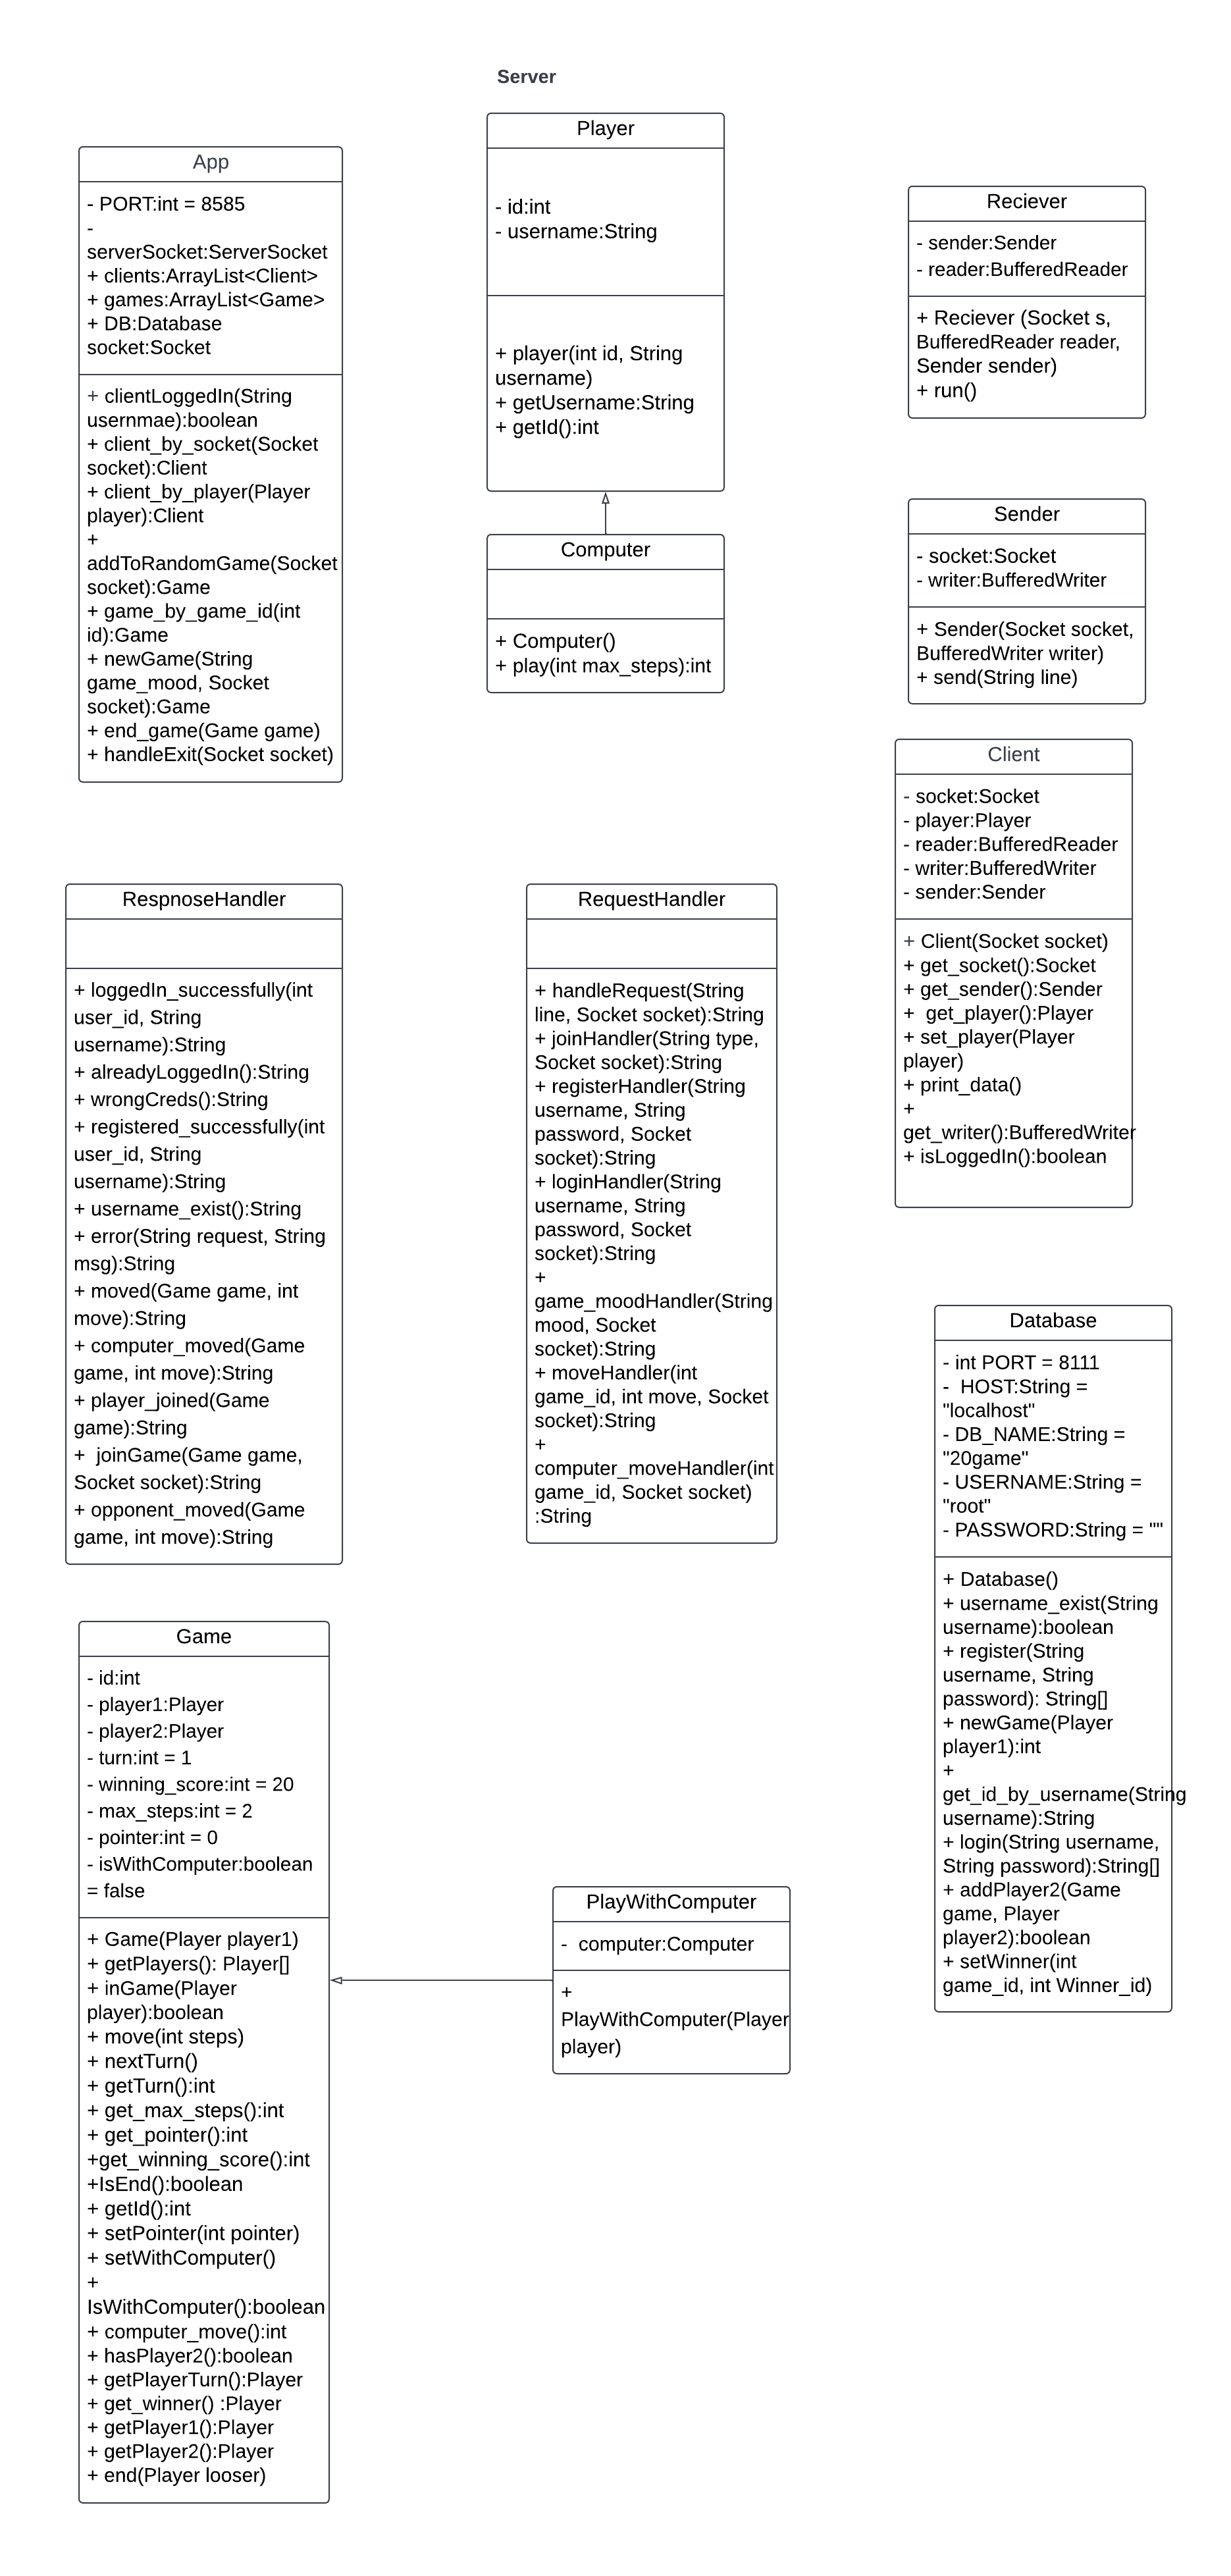 Server
App
- PORT:int = 8585
-
serverSocket:ServerSocket
+ clients:ArrayList<Client>
+ games:ArrayList<Game>
+ DB:Database
socket:Socket
+ clientLoggedIn(String
usernmae):boolean
+ client_by_socket(Socket
socket):Client
+ client_by_player(Player
player):Client
+
addToRandomGame(Socket
socket):Game
+ game_by_game_id(int
id):Game
+ newGame(String
game_mood, Socket
socket):Game
+ end_game(Game game)
+ handleExit(Socket socket)
Player
- id:int
- username:String
+ player(int id, String
username)
+ getUsername:String
+ getId():int
Computer
+ Computer()
+ play(int max_steps):int
Reciever
- sender:Sender
- reader:BufferedReader
+ Reciever (Socket s,
BufferedReader reader,
Sender sender)
+ run()
Sender
- socket:Socket
- writer:BufferedWriter
+ Sender(Socket socket,
BufferedWriter writer)
+ send(String line)
Client
- socket:Socket
- player:Player
- reader:BufferedReader
- writer:BufferedWriter
- sender:Sender
+ Client(Socket socket)
+ get_socket():Socket
+ get_sender():Sender
+  get_player():Player
+ set_player(Player
player)
+ print_data()
+
get_writer():BufferedWriter
+ isLoggedIn():boolean
RespnoseHandler
+ loggedIn_successfully(int
user_id, String
username):String
+ alreadyLoggedIn():String
+ wrongCreds():String
+ registered_successfully(int
user_id, String
username):String
+ username_exist():String
+ error(String request, String
msg):String
+ moved(Game game, int
move):String
+ computer_moved(Game
game, int move):String
+ player_joined(Game
game):String
+  joinGame(Game game,
Socket socket):String
+ opponent_moved(Game
game, int move):String
RequestHandler
+ handleRequest(String
line, Socket socket):String
+ joinHandler(String type,
Socket socket):String
+ registerHandler(String
username, String
password, Socket
socket):String
+ loginHandler(String
username, String
password, Socket
socket):String
+
game_moodHandler(String
mood, Socket
socket):String
+ moveHandler(int
game_id, int move, Socket
socket):String
+
computer_moveHandler(int
game_id, Socket socket)
:String
Database
- int PORT = 8111
-  HOST:String =
"localhost"
- DB_NAME:String =
"20game"
- USERNAME:String =
"root"
- PASSWORD:String = ""
+ Database()
+ username_exist(String
username):boolean
+ register(String
username, String
password): String[]
+ newGame(Player
player1):int
+
get_id_by_username(String
username):String
+ login(String username,
String password):String[]
+ addPlayer2(Game
game, Player
player2):boolean
+ setWinner(int
game_id, int Winner_id)
Game
- id:int
- player1:Player
- player2:Player
- turn:int = 1
- winning_score:int = 20
- max_steps:int = 2
- pointer:int = 0
- isWithComputer:boolean
= false
+ Game(Player player1)
+ getPlayers(): Player[]
+ inGame(Player
player):boolean
+ move(int steps)
+ nextTurn()
+ getTurn():int
+ get_max_steps():int
+ get_pointer():int
+get_winning_score():int
+IsEnd():boolean
+ getId():int
+ setPointer(int pointer)
+ setWithComputer()
+
IsWithComputer():boolean
+ computer_move():int
+ hasPlayer2():boolean
+ getPlayerTurn():Player
+ get_winner() :Player
+ getPlayer1():Player
+ getPlayer2():Player
+ end(Player looser)
PlayWithComputer
-  computer:Computer
+
PlayWithComputer(Player
player)